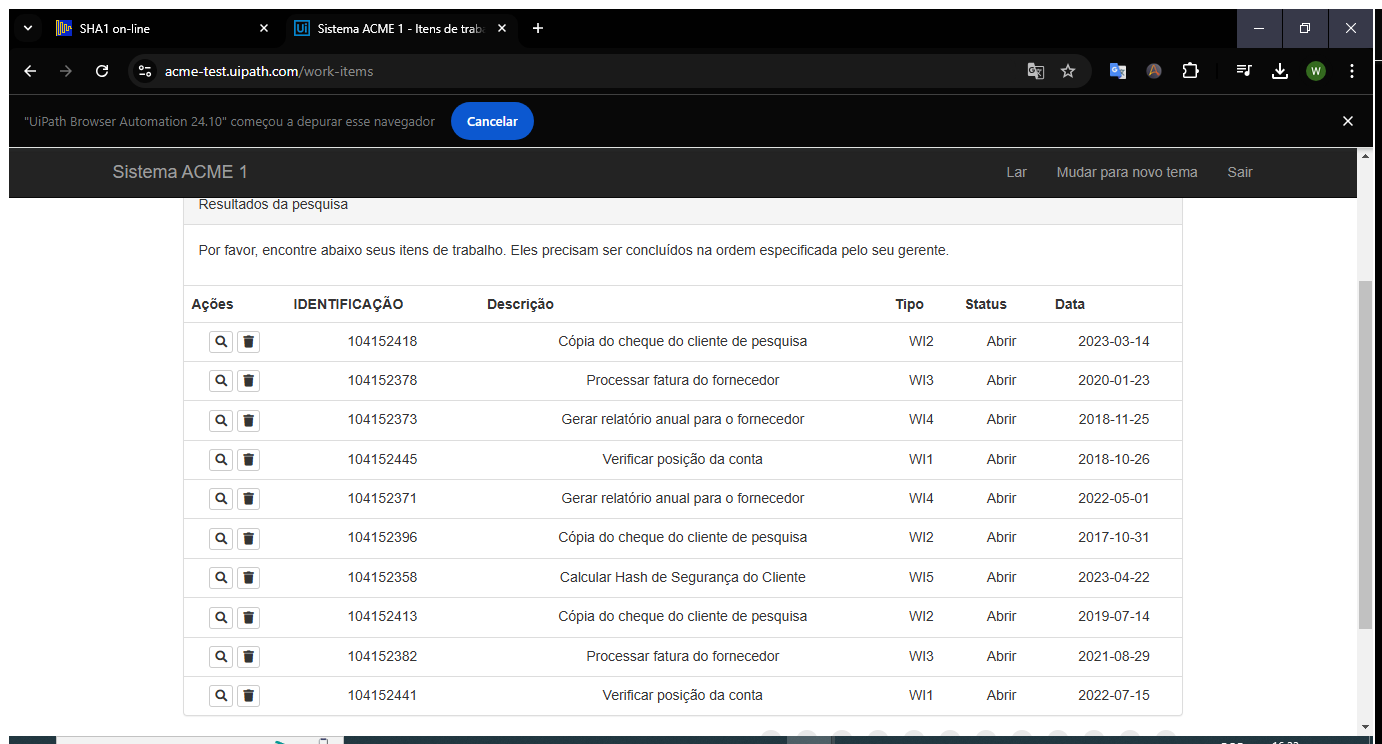 SHA1 on-line
Sistema ACME 1 - Itens de trab
acme-test.uipath.com/work-items
W
"UiPath Browser Automation 24.10" começou a depurar esse navegador Cancelar
Sistema ACME 1 Lar Mudar para novo tema Sair
Resultados da pesquisa
Por favor, encontre abaixo seus itens de trabalho. Eles precisam ser concluídos na ordem especificada pelo seu gerente.
Ações IDENTIFICAÇÃO Descrição Tipo Status Data
104152418 Cópia do cheque do cliente de pesquisa WI2 Abrir 2023-03-14
104152378 Processar fatura do fornecedor WI3 Abrir 2020-01-23
104152373 Gerar relatório anual para o fornecedor WI4 Abrir 2018-11-25
104152445 Verificar posição da conta WI1 Abrir 2018-10-26
104152371 Gerar relatório anual para o fornecedor WI4 Abrir 2022-05-01
104152396 Cópia do cheque do cliente de pesquisa WI2 Abrir 2017-10-31
104152358 Calcular Hash de Segurança do Cliente WI5 Abrir 2023-04-22
104152413 Cópia do cheque do cliente de pesquisa WI2 Abrir 2019-07-14
104152382 Processar fatura do fornecedor WI3 Abrir 2021-08-29
104152441 Verificar posição da conta WI1 Abrir 2022-07-15